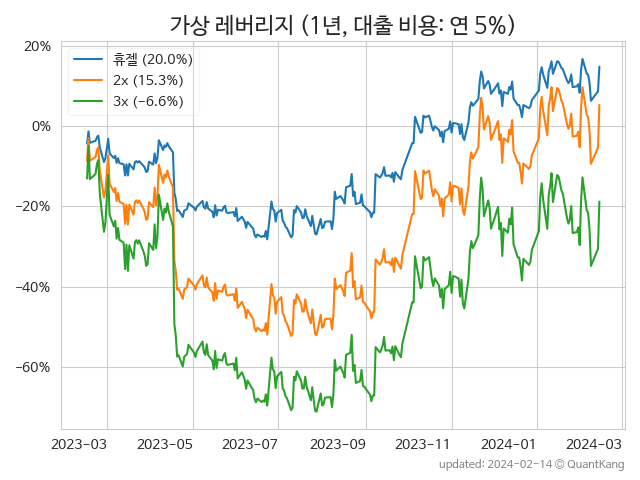 가상 레버리지 (1년, 대출 비용: 연 5%)
20%
0%
−20%
−40%
−60%
휴젤 (20.0%)
2x (15.3%)
3x (−6.6%)
2023−03 2023−05 2023−07 2023−09 2023−11 2024−01 2024−03
updated: 2024−02−14 © QuantKang